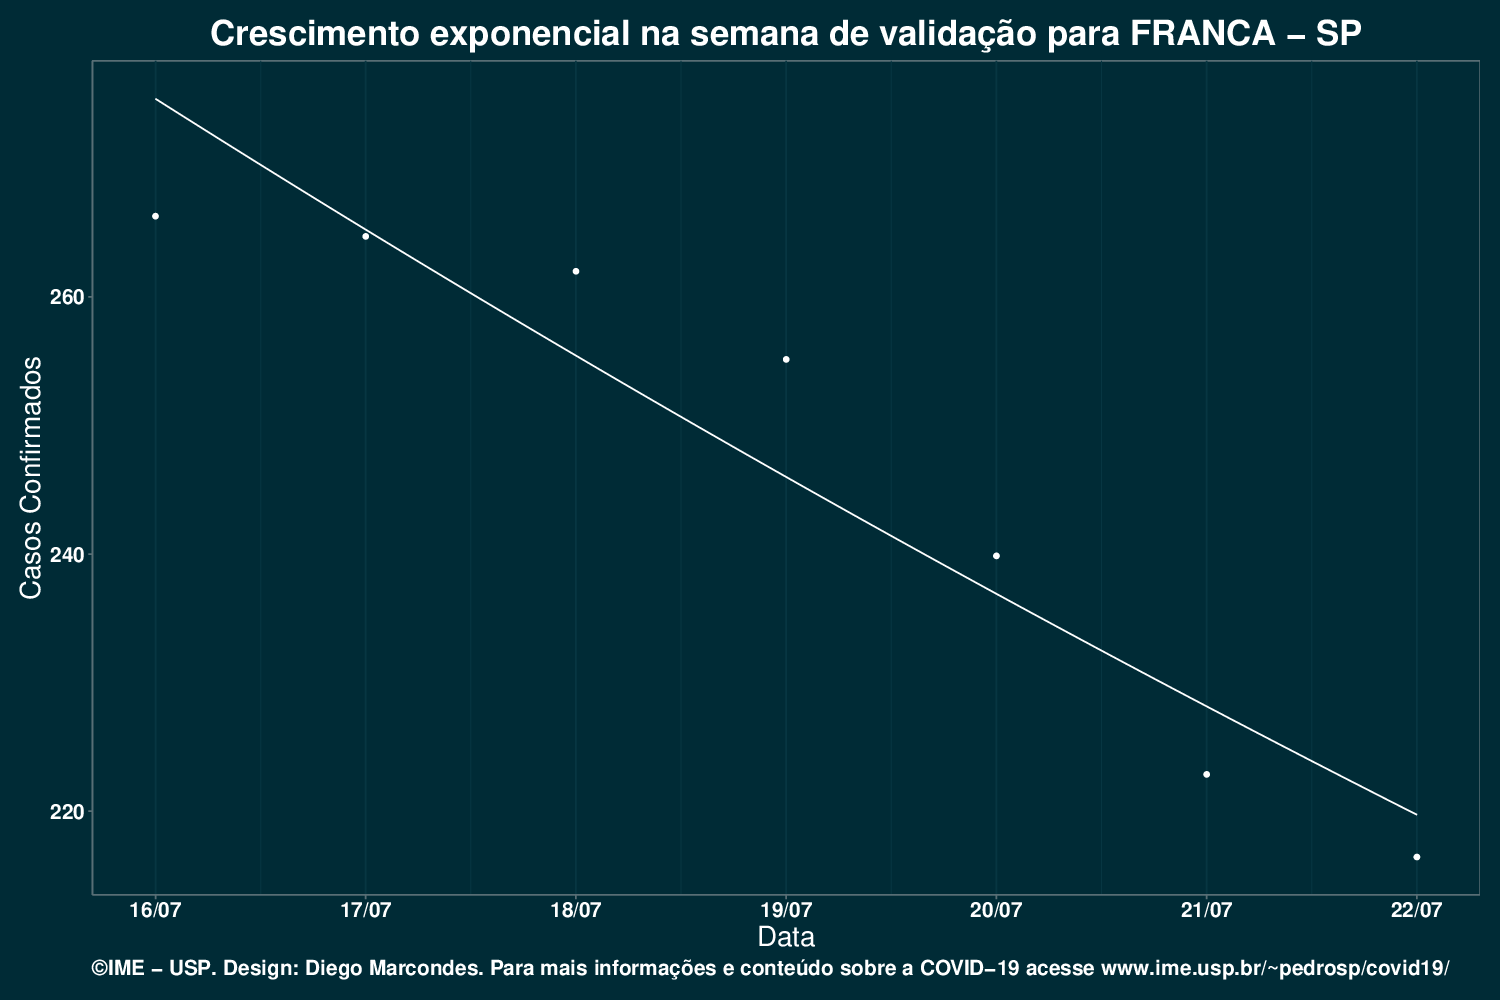 Crescimento exponencial na semana de validação para FRANCA – SP
Casos Confirmados
260
240
220
16/07 17/07 18/07 19/07 20/07 21/07 22/07
Data
©IME – USP. Design: Diego Marcondes. Para mais informações e conteúdo sobre a COVID–19 acesse www.ime.usp.br/~pedrosp/covid19/